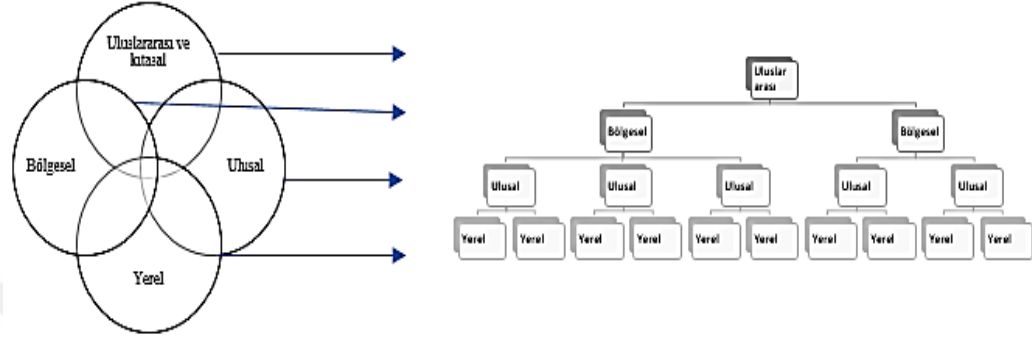 Uluslararası ve
kıtasal
Bölgesel
Ulusal
Yerel
Uluslar
arası
Bölgesel
Bölgesel
Ulusal
Ulusal
Ulusal
Ulusal
Ulusal
Yerel
Yerel
Yerel
Yerel
Yerel
Yerel
Yerel
Yerel
Yerel
Yerel